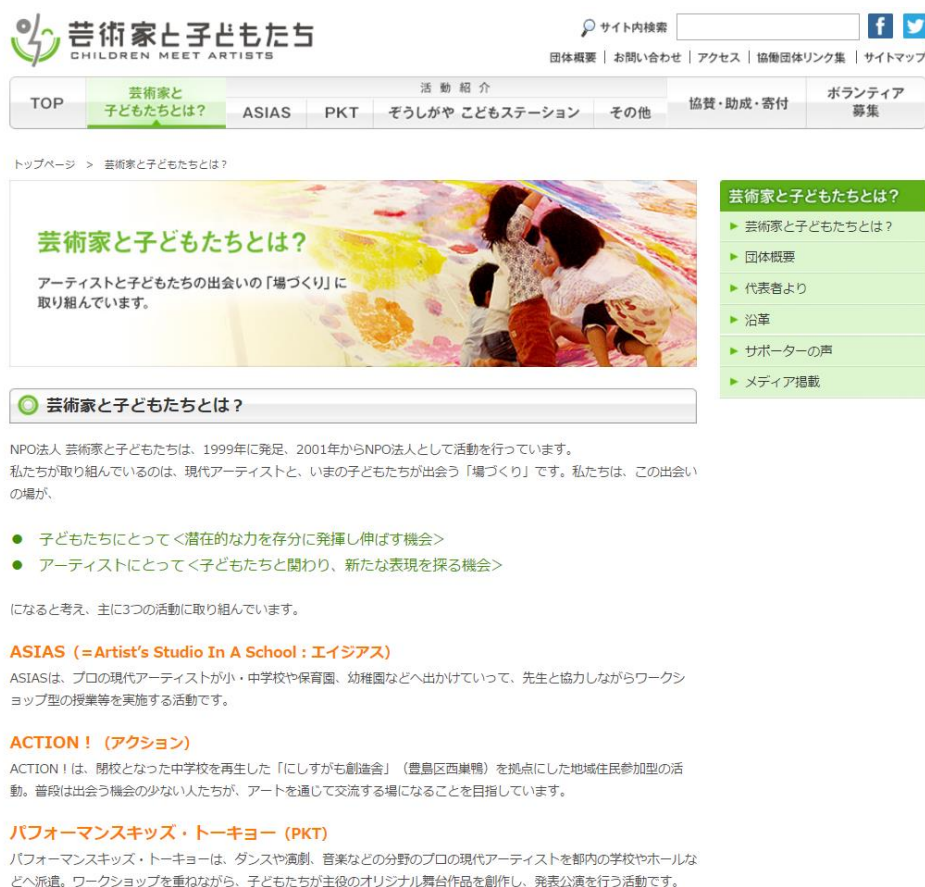 芸術家と子どもたち
CHILDREN MEET ARTISTS
サイト内検索
団体概要 | お問い合わせ | アクセス | 協働団体リンク集 | サイトマップ
TOP
芸術家と
子どもたちとは?
活動紹介
ASIAS
PKT
ぞうしがや こどもステーション
その他
協賛・助成・寄付
ボランティア
募集
トップページ > 芸術家と子どもたちとは?
芸術家と子どもたちとは?
アーティストと子どもたちの出会いの「場づくり」に
取り組んでいます。
芸術家と子どもたちとは?
芸術家と子どもたちとは?
団体概要
代表者より
沿革
サポーターの声
メディア掲載
芸術家と子どもたちとは?
NPO法人 芸術家と子どもたちは、1999年に発足、2001年からNPO法人として活動を行っています。
私たちが取り組んでいるのは、現代アーティストと、いまの子どもたちが出会う「場づくり」です。私たちは、この出会い
の場が、
● 子どもたちにとって<潜在的な力を存分に発揮し伸ばす機会>
● アーティストにとって<子どもたちと関わり、新たな表現を探る機会>
になると考え、主に3つの活動に取り組んでいます。
ASIAS(=Artist's Studio In A School:エイジアス)
ASIASは、プロの現代アーティストが小・中学校や保育園、幼稚園などへ出かけていって、先生と協力しながらワークシ
ョップ型の授業等を実施する活動です。
ACTION!(アクション)
ACTION!は、閉校となった中学校を再生した「にしすがも創造舎」(豊島区西巣鴨)を拠点にした地域住民参加型の活
動。普段は出会う機会の少ない人たちが、アートを通じて交流する場になることを目指しています。
パフォーマンスキッズ・トーキョー(PKT)
パフォーマンスキッズ・トーキョーは、ダンスや演劇、音楽などの分野のプロの現代アーティストを都内の学校やホールな
どへ派遣。ワークショップを重ねながら、子どもたちが主役のオリジナル舞台作品を創作し、発表公演を行う活動です。